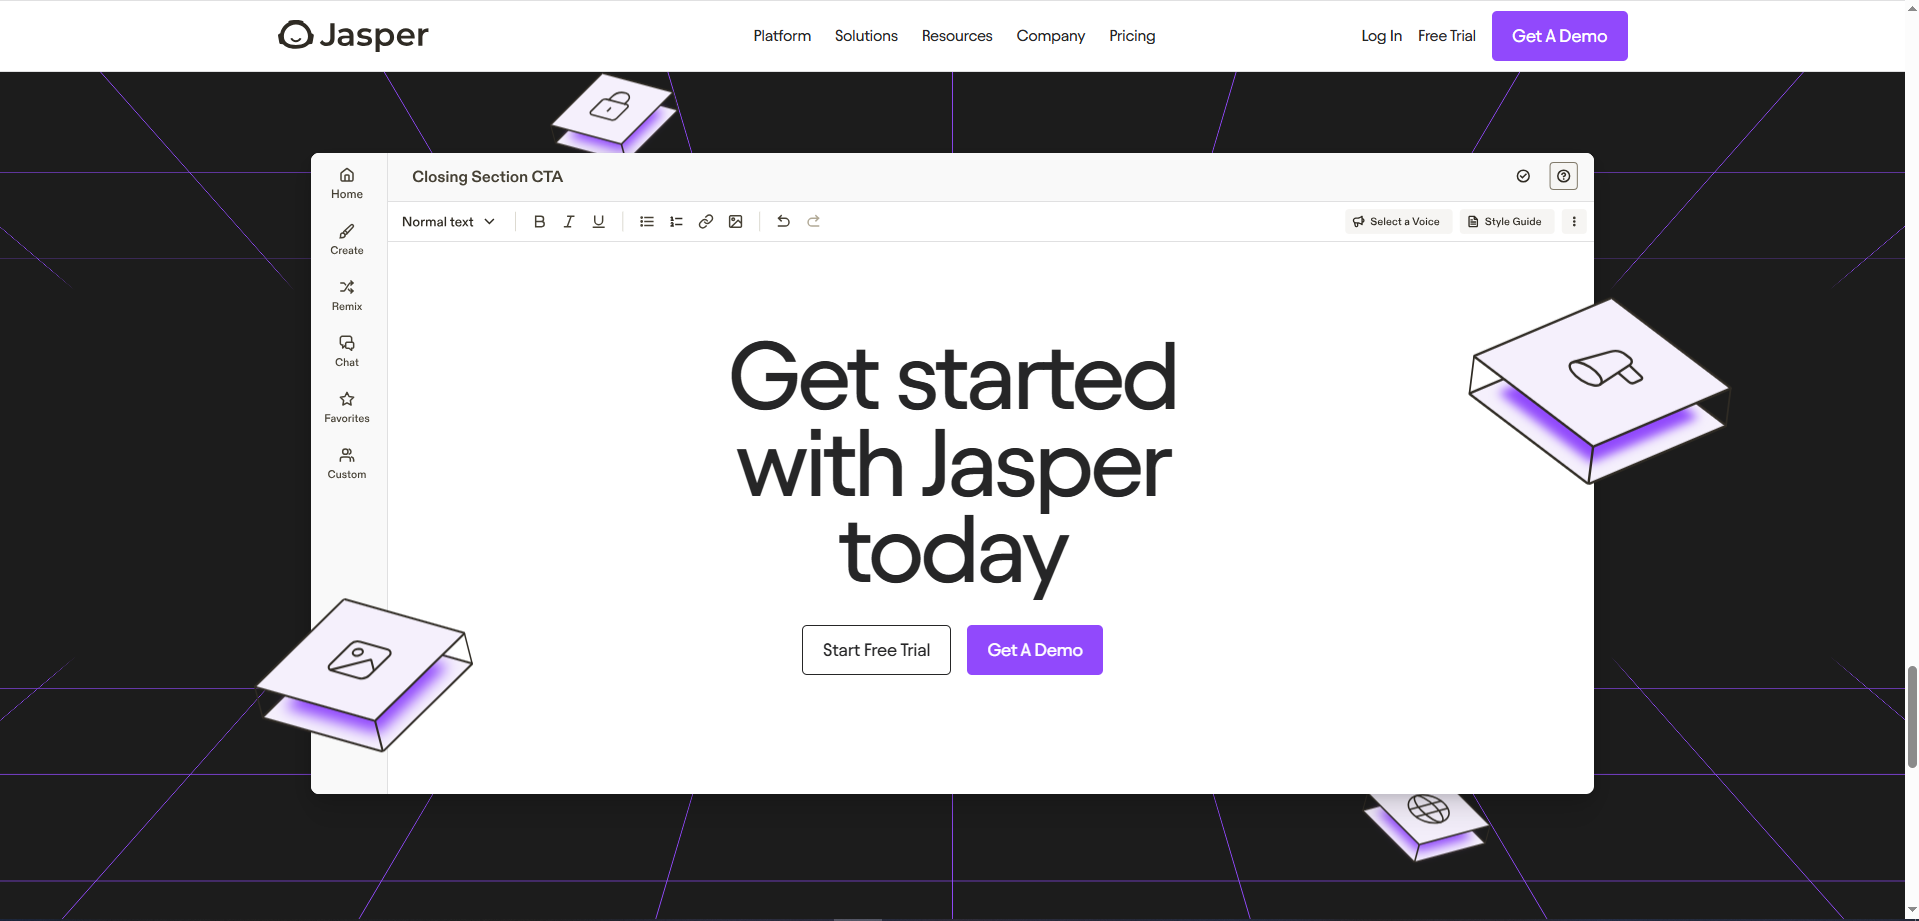 Jasper
Platform Solutions Resources Company Pricing
Log In Free Trial Get A Demo
Closing Section CTA
Home
Create
Remix
Chat
Favorites
Custom
Normal text B I U
Select a Voice Style Guide
Get started
with Jasper
today
Start Free Trial Get A Demo